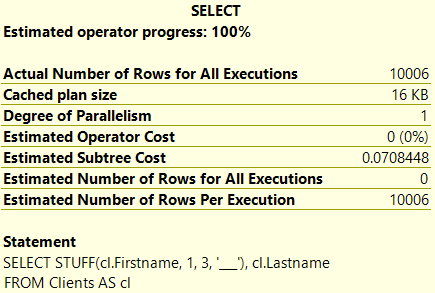 SELECT
Estimated operator progress: 100%
Actual Number of Rows for All Executions 10006
Cached plan size 16 KB
Degree of Parallelism 1
Estimated Operator Cost 0 (0%)
Estimated Subtree Cost 0.0708448
Estimated Number of Rows for All Executions 0
Estimated Number of Rows Per Execution 10006
Statement
SELECT STUFF(cl.Firstname, 1, 3, '___'), cl.Lastname
FROM Clients AS cl